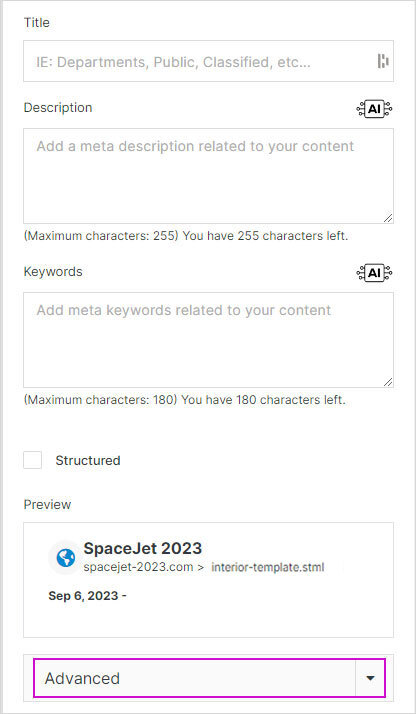 Title
IE: Departments, Public, Classified, etc...
Description
AI
Add a meta description related to your content
(Maximum characters: 255) You have 255 characters left.
Keywords
AI
Add meta keywords related to your content
(Maximum characters: 180) You have 180 characters left.
Structured
Preview
SpaceJet 2023
spacejet-2023.com > interior-template.stml
Sep 6, 2023 -
Advanced